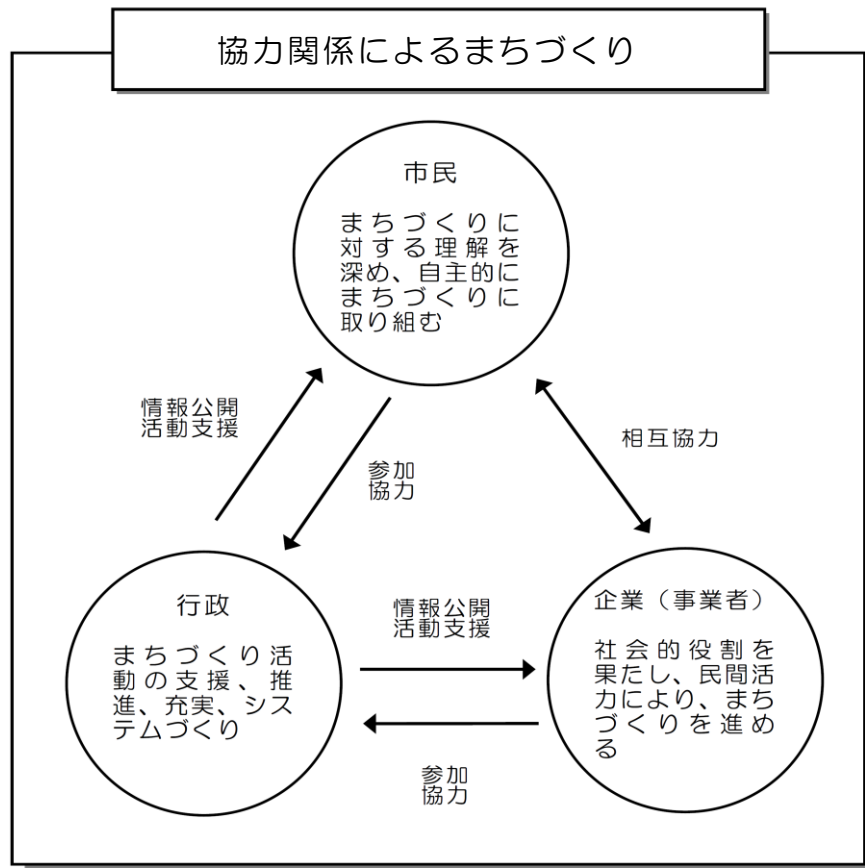 協力関係によるまちづくり
市民
まちづくりに
対する理解を
深め、自主的に
まちづくりに
取り組む
情報公開
活動支援
参加
協力
相互協力
行政
まちづくり活
動の支援、推
進、充実、シス
テムづくり
情報公開
活動支援
参加
協力
企業（事業者）
社会的役割を
果たし、民間活
力により、まち
づくりを進め
る